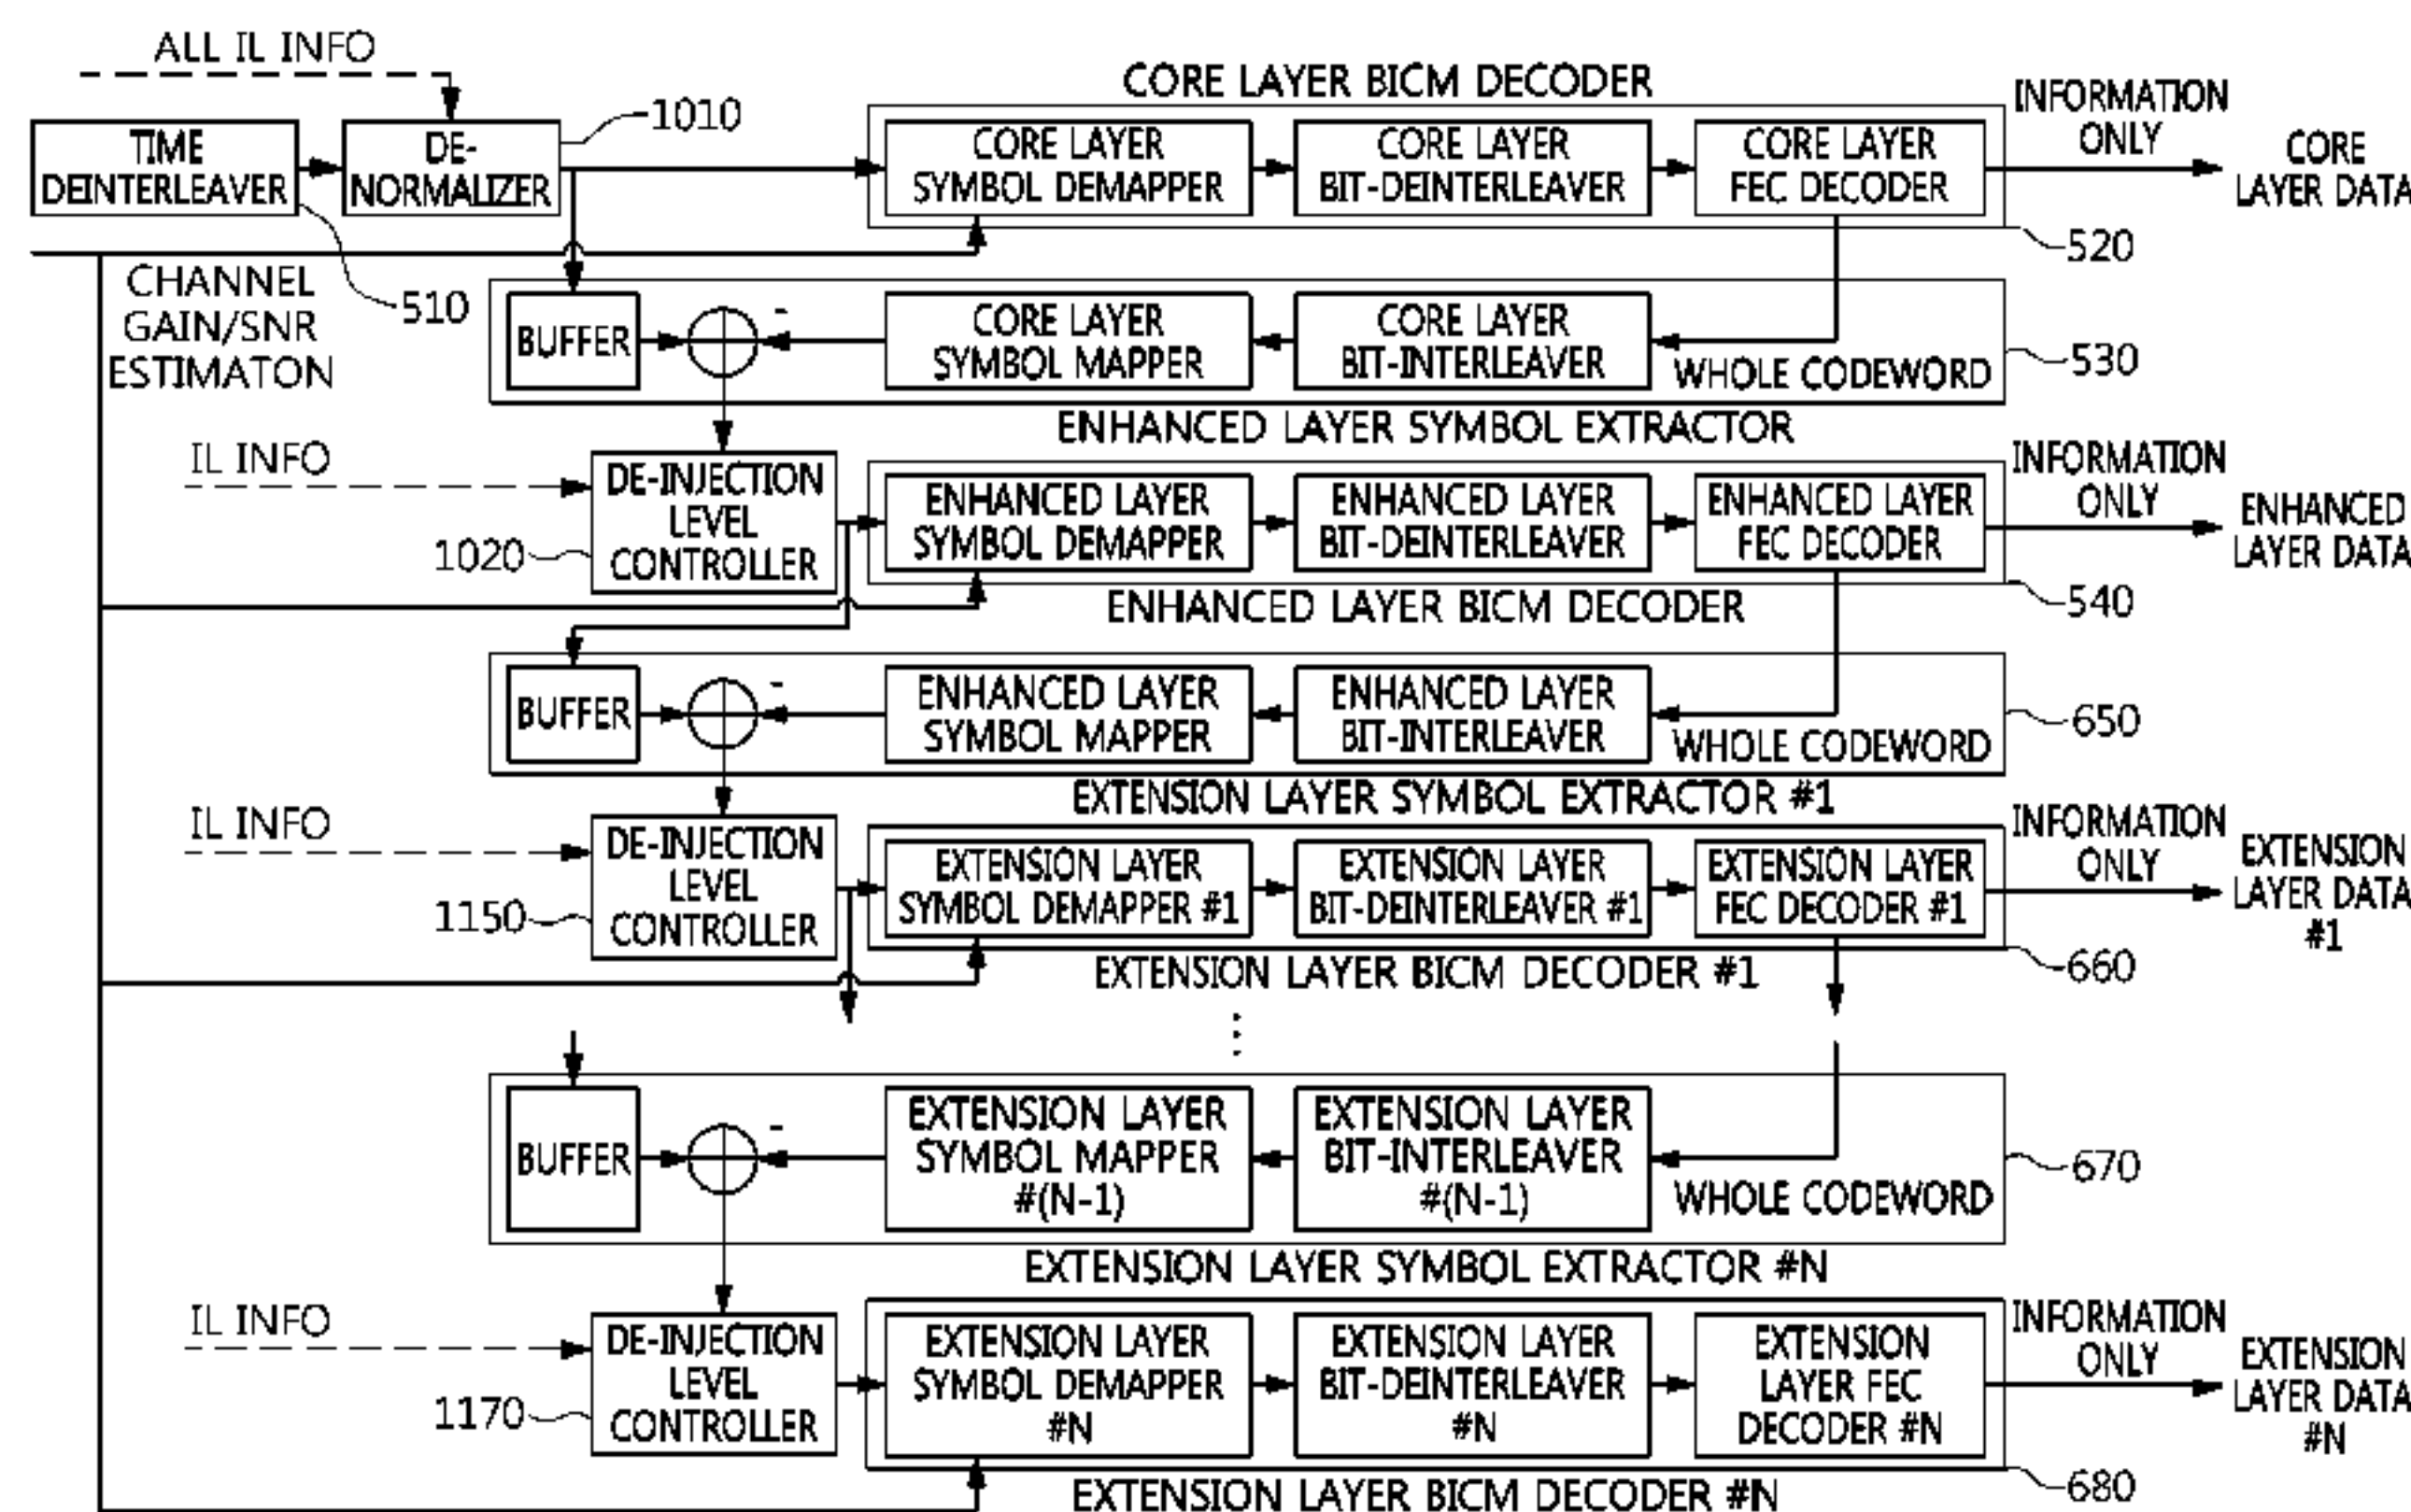 ALL IL INFO
TIME
DEINTERLEAVER
DE-
NORMALIZER
1010
510
CORE LAYER BICM DECODER
CORE LAYER
SYMBOL DEMAPPER
CORE LAYER
BIT-DEINTERLEAVER
CORE LAYER
FEC DECODER
INFORMATION
ONLY
CORE
LAYER DATA
520
CHANNEL
GAIN/SNR
ESTIMATON
BUFFER
-
CORE LAYER
SYMBOL MAPPER
CORE LAYER
BIT-INTERLEAVER
WHOLE CODEWORD
530
ENHANCED LAYER SYMBOL EXTRACTOR
IL INFO
DE-INJECTION
LEVEL
CONTROLLER
1020
ENHANCED LAYER
SYMBOL DEMAPPER
ENHANCED LAYER
BIT-DEINTERLEAVER
ENHANCED LAYER
FEC DECODER
INFORMATION
ONLY
ENHANCED
LAYER DATA
540
ENHANCED LAYER BICM DECODER
BUFFER
-
ENHANCED LAYER
SYMBOL MAPPER
ENHANCED LAYER
BIT-INTERLEAVER
WHOLE CODEWORD
650
EXTENSION LAYER SYMBOL EXTRACTOR #1
IL INFO
DE-INJECTION
LEVEL
CONTROLLER
1150
EXTENSION LAYER
SYMBOL DEMAPPER #1
EXTENSION LAYER
BIT-DEINTERLEAVER #1
EXTENSION LAYER
FEC DECODER #1
INFORMATION
ONLY
EXTENSION
LAYER DATA
#1
660
EXTENSION LAYER BICM DECODER #1
BUFFER
-
EXTENSION LAYER
SYMBOL MAPPER
#(N-1)
EXTENSION LAYER
BIT-INTERLEAVER
#(N-1)
WHOLE CODEWORD
670
EXTENSION LAYER SYMBOL EXTRACTOR #N
IL INFO
DE-INJECTION
LEVEL
CONTROLLER
1170
EXTENSION LAYER
SYMBOL DEMAPPER
#N
EXTENSION LAYER
BIT-DEINTERLEAVER
#N
EXTENSION
LAYER FEC
DECODER #N
INFORMATION
ONLY
EXTENSION
LAYER DATA
#N
680
EXTENSION LAYER BICM DECODER #N